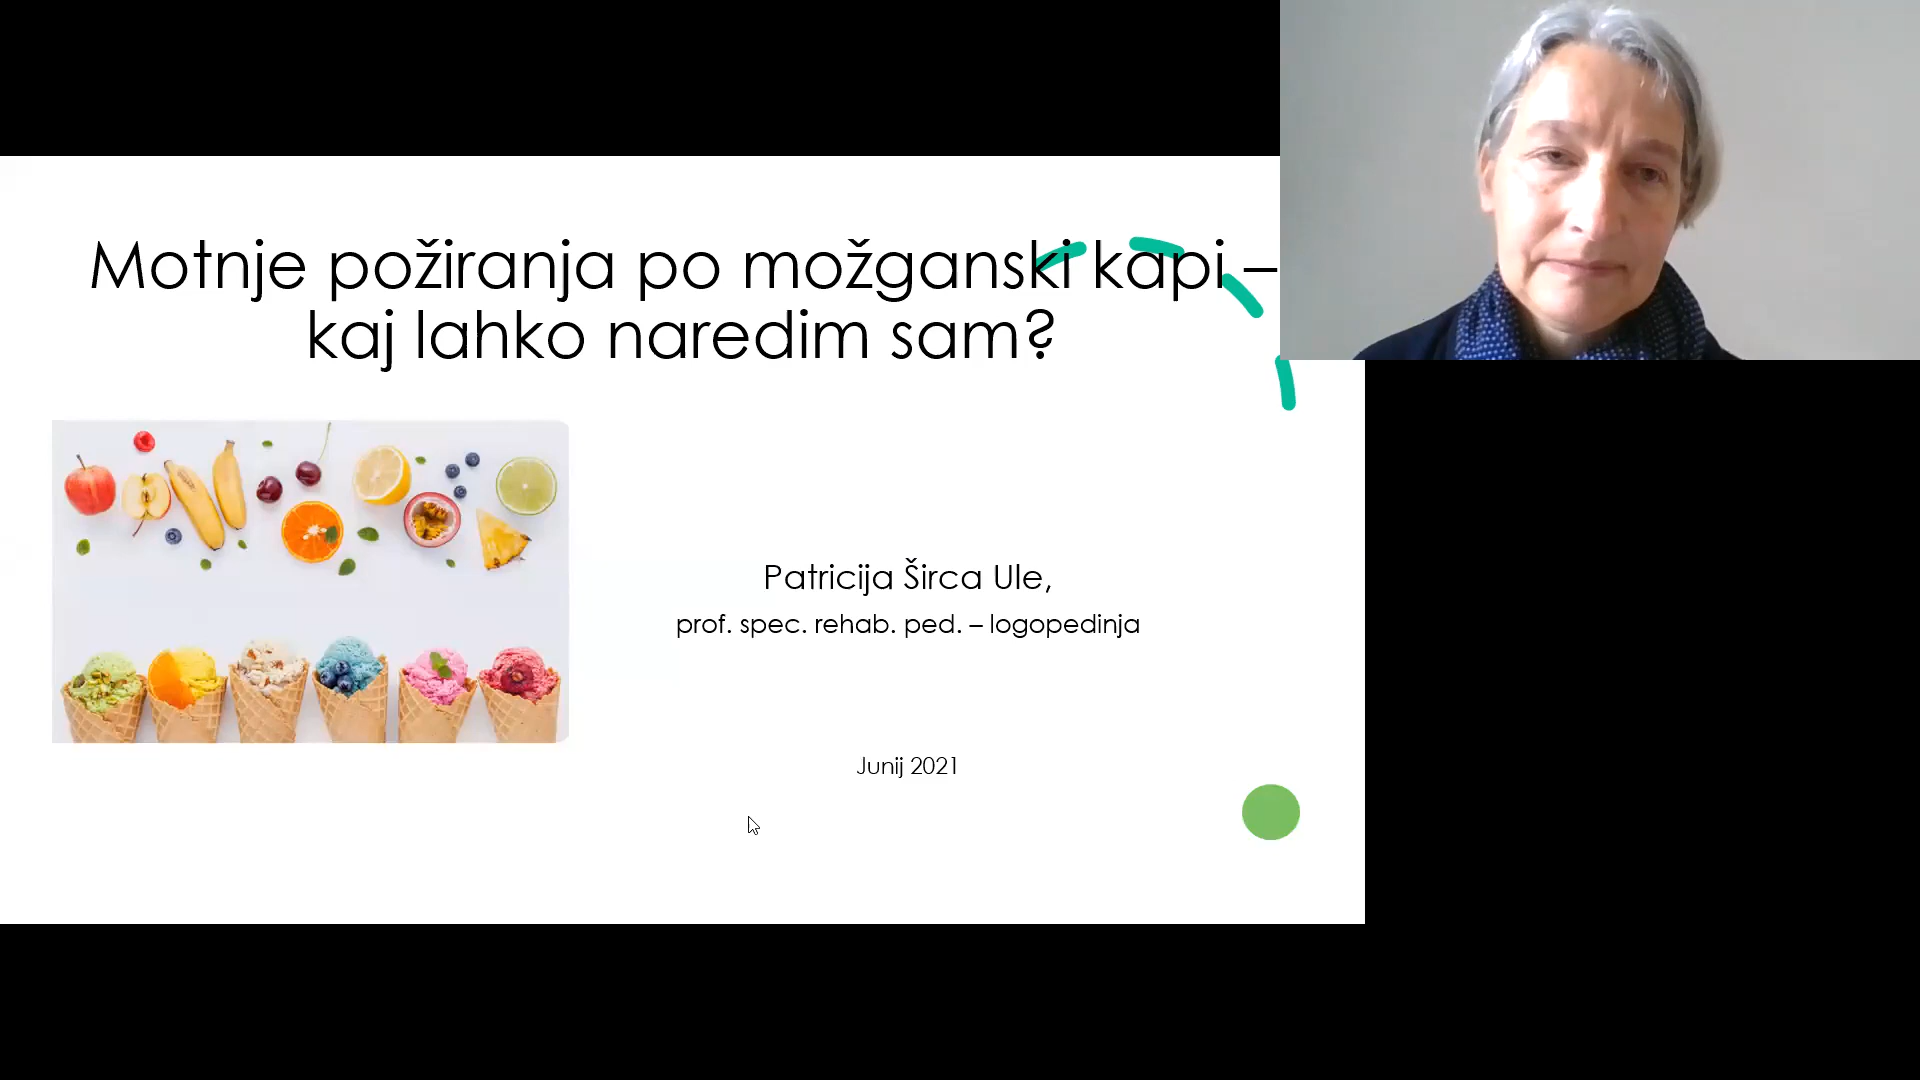 Motnje požiranja po možganski kapi –
kaj lahko naredim sam?
Patricija Širca Ule,
prof. spec. rehab. ped. – logopedinja
Junij 2021